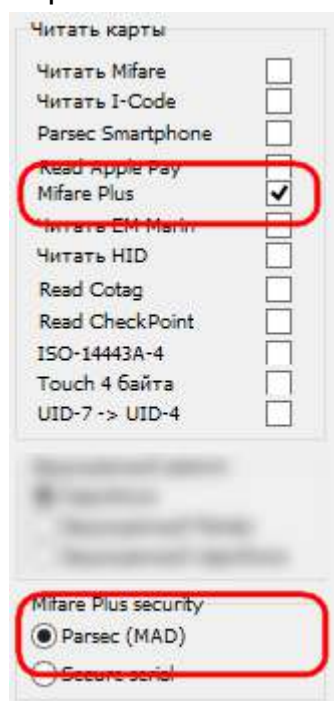 Читать карты
Читать Mifare
Читать I-Code
Parsec Smartphone
Read Apple Pay
Mifare Plus
Читать EM Marin
Читать HID
Read Cotag
Read CheckPoint
ISO-14443A-4
Touch 4 байта
UID-7 -> UID-4
Mifare Plus security
Parsec (MAD)
Secure serial